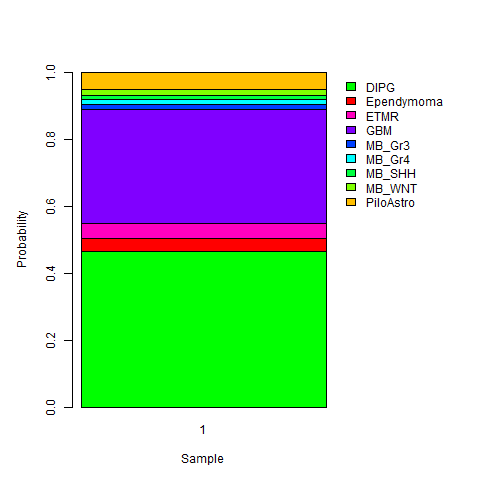 1.0
0.8
0.6
0.4
0.2
0.0
Probability
1
Sample
DIPG
Ependymoma
ETMR
GBM
MB_Gr3
MB_Gr4
MB_SHH
MB_WNT
PiloAstro